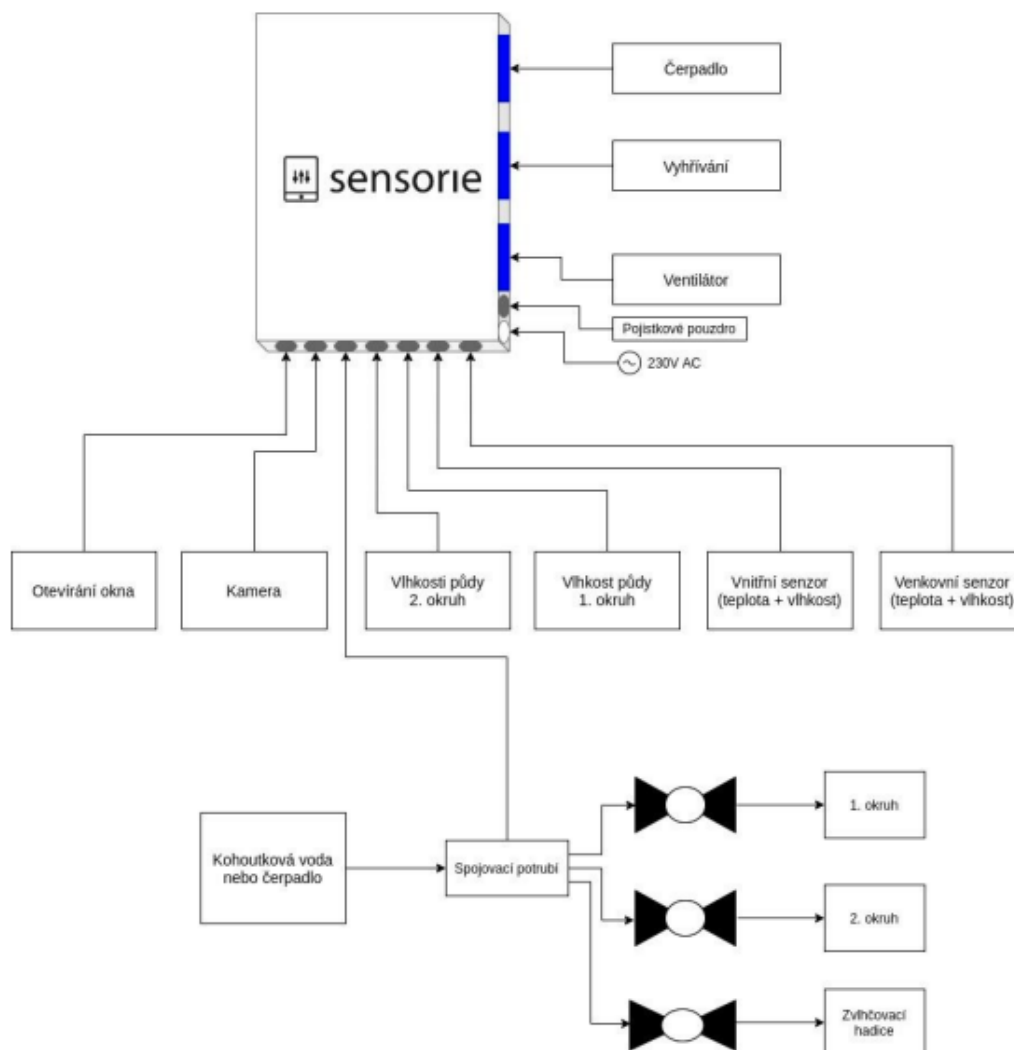 Čerpadlo
sensorıe
Vyhřívání
Ventilátor
Pojistkové pouzdro
230V AC
Otevírání okna
Kamera
Vlhkosti půdy
2. okruh
Vlhkost půdy
1. okruh
Vnitřní senzor
(teplota + vlhkost)
Venkovní senzor
(teplota + vlhkost)
Kohoutková voda
nebo čerpadlo
Spojovací potrubí
1. okruh
2. okruh
Zvlhčovací
hadice